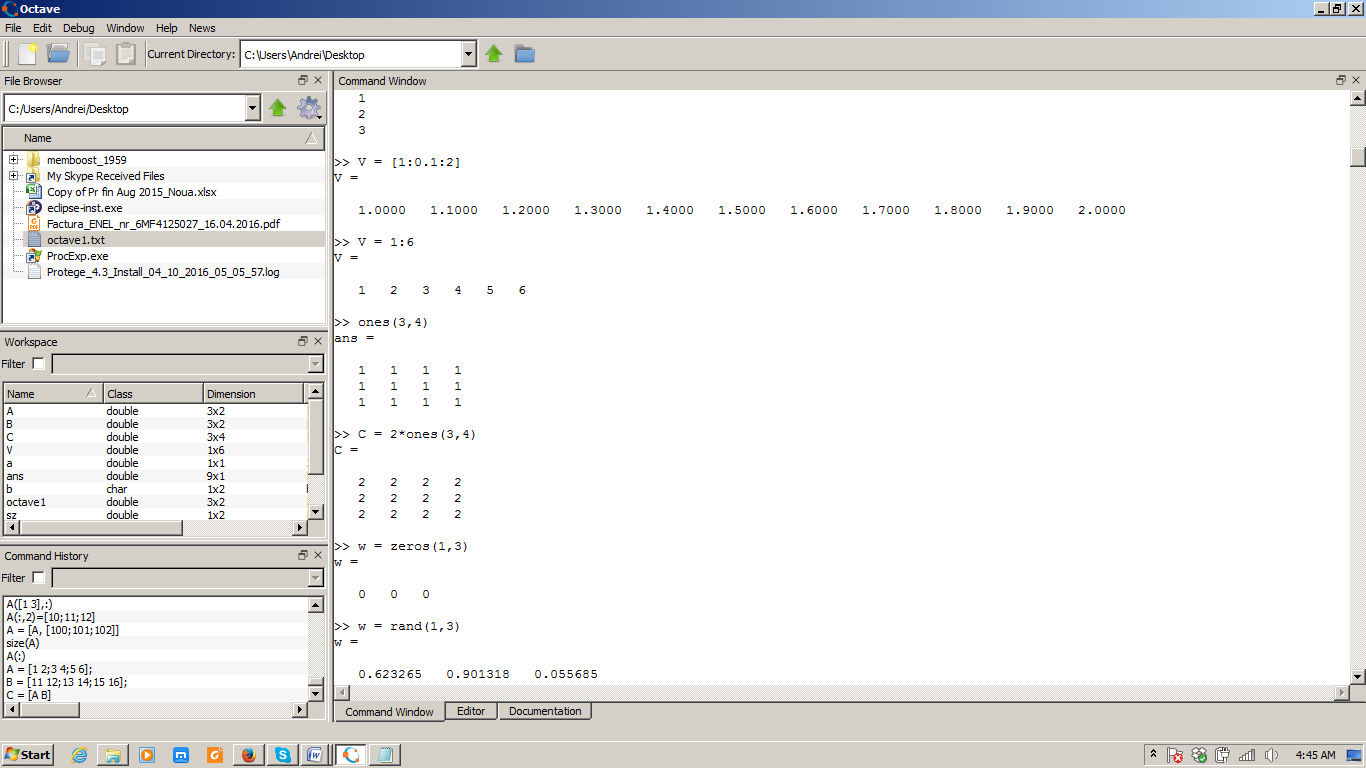 Octave
File Edit Debug Window Help News
Current Directory: C:\Users\Andrei\Desktop
File Browser
C:/Users/Andrei/Desktop
Name
memboost_1959
My Skype Received Files
Copy of Pr fin Aug 2015_Noua.xlsx
eclipse-inst.exe
Factura_ENEL_nr_6MF4125027_16.04.2016.pdf
octave1.txt
ProcExp.exe
Protege_4.3_Install_04_10_2016_05_05_57.log
Workspace
Filter
Name Class Dimension
A double 3x2
B double 3x2
C double 3x4
V double 1x6
a double 1x1
ans double 9x1
b char 1x2
octave1 double 3x2
sz double 1x2
Command History
Filter
A([1 3],:)
A(:,2)=[10;11;12]
A = [A, [100;101;102]]
size(A)
A(:)
A = [1 2;3 4;5 6];
B = [11 12;13 14;15 16];
C = [A B]
Command Window
1
2
3
>> V = [1:0.1:2]
V =
1.0000 1.1000 1.2000 1.3000 1.4000 1.5000 1.6000 1.7000 1.8000 1.9000 2.0000
>> V = 1:6
V =
1 2 3 4 5 6
>> ones(3,4)
ans =
1 1 1 1
1 1 1 1
1 1 1 1
>> C = 2*ones(3,4)
C =
2 2 2 2
2 2 2 2
2 2 2 2
>> w = zeros(1,3)
w =
0 0 0
>> w = rand(1,3)
w =
0.623265 0.901318 0.055685
Command Window Editor Documentation
Start
4:45 AM